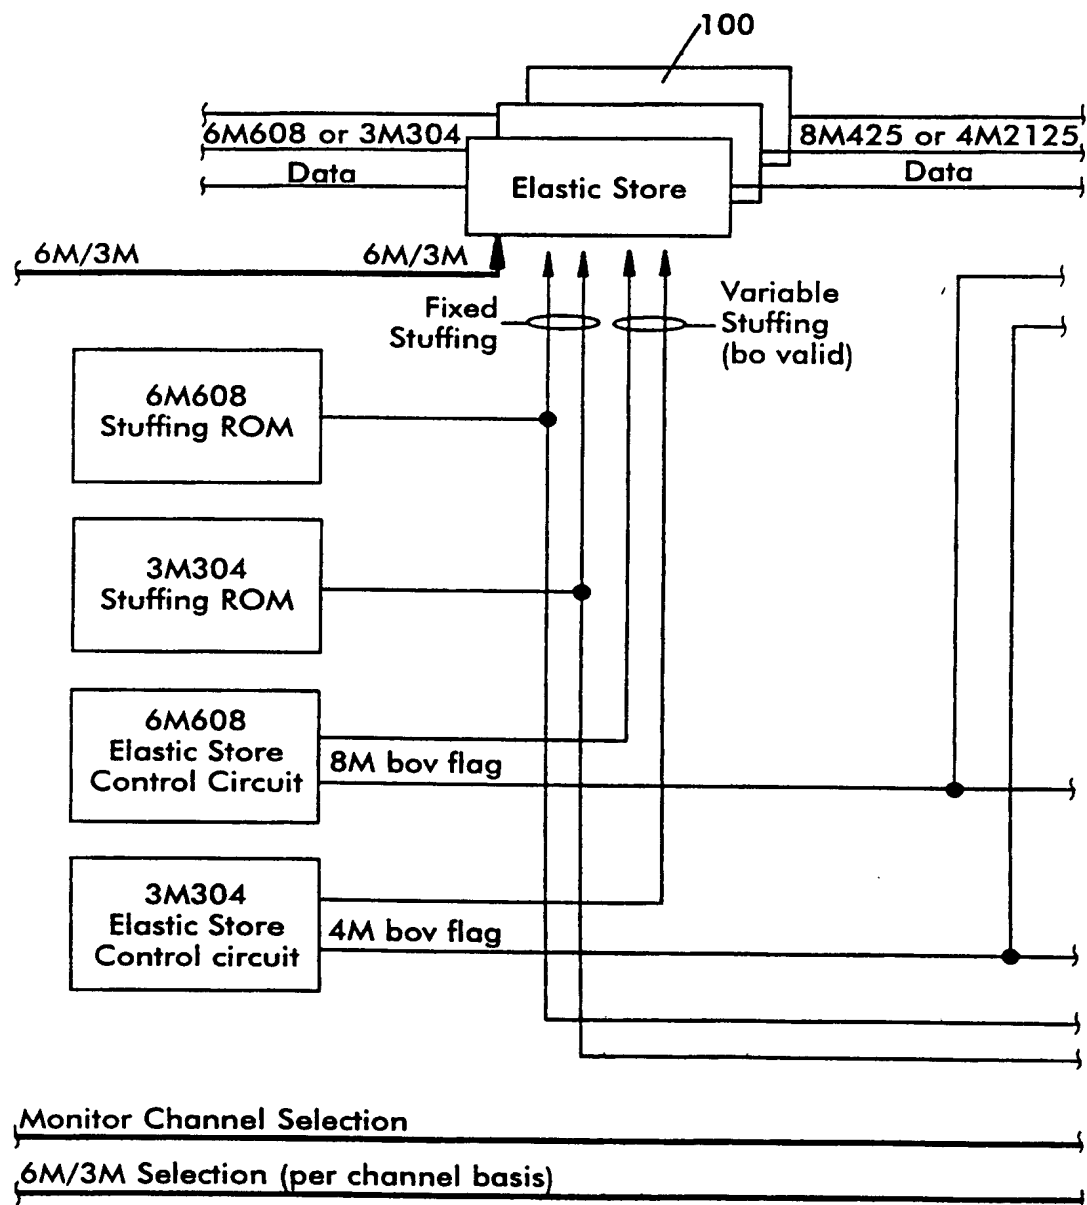 100
6M608 or 3M304
8M425 or 4M2125
Data
Data
Elastic Store
6M/3M
6M/3M
Fixed
Stuffing
Variable
Stuffing
(bo valid)
6M608
Stuffing ROM
3M304
Stuffing ROM
6M608
Elastic Store
Control Circuit
8M bov flag
3M304
Elastic Store
Control circuit
4M bov flag
Monitor Channel Selection
6M/3M Selection (per channel basis)